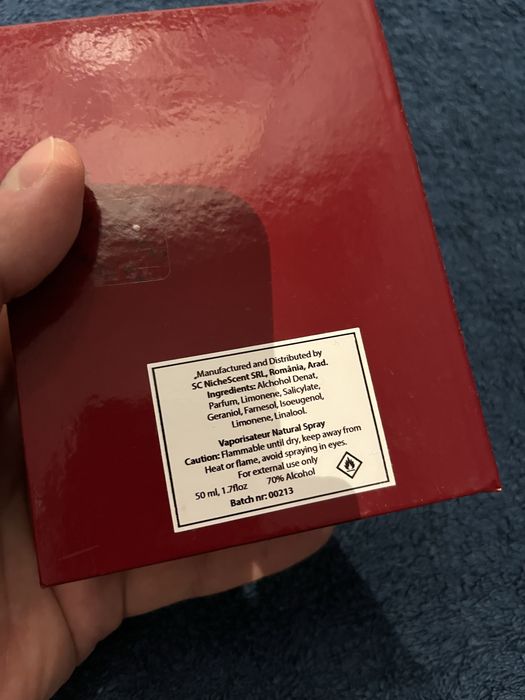 „Manufactured and Distributed by
SC NicheScent SRL, România, Arad.
Ingredients: Alchohol Denat,
Parfum, Limonene, Salicylate,
Geraniol, Farnesol, Isoeugenol,
Limonene, Linalool.
Vaporisateur Natural Spray
Caution: Flammable until dry, keep away from
Heat or flame, avoid spraying in eyes.
For external use only
50 ml, 1.7floz 70% Alcohol
Batch nr: 00213